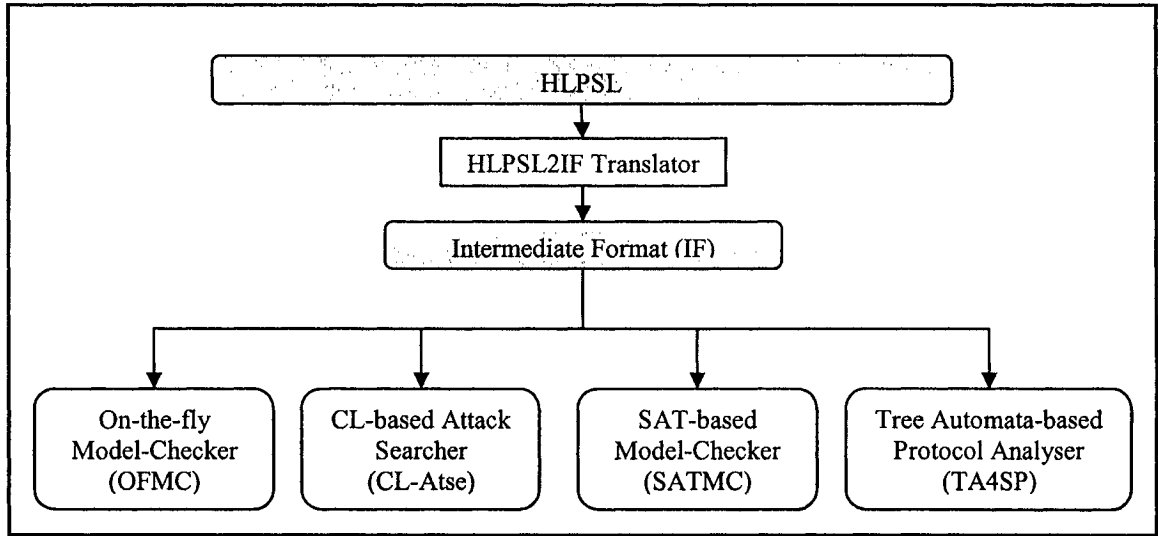 HLPSL
HLPSL2IF Translator
Intermediate Format (IF)
On-the-fly
Model-Checker
(OFMC)
CL-based Attack
Searcher
(CL-Atse)
SAT-based
Model-Checker
(SATMC)
Tree Automata-based
Protocol Analyser
(TA4SP)